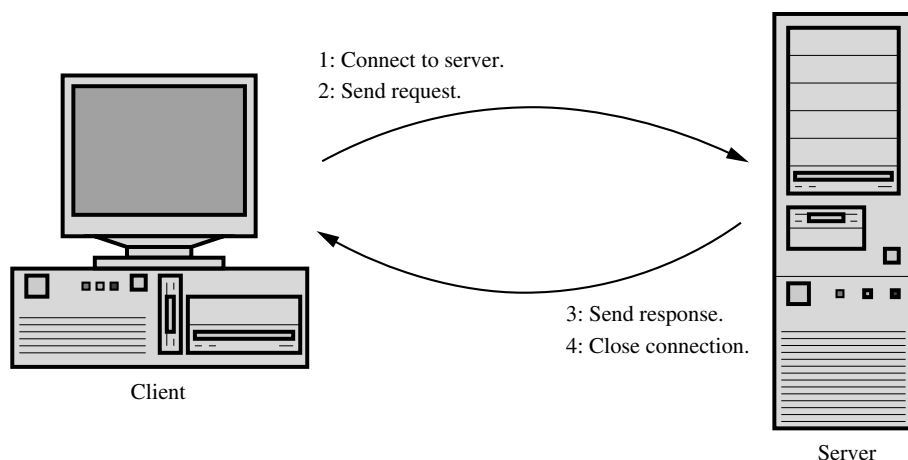 1: Connect to server.
2: Send request.
3: Send response.
4: Close connection.
Client
Server